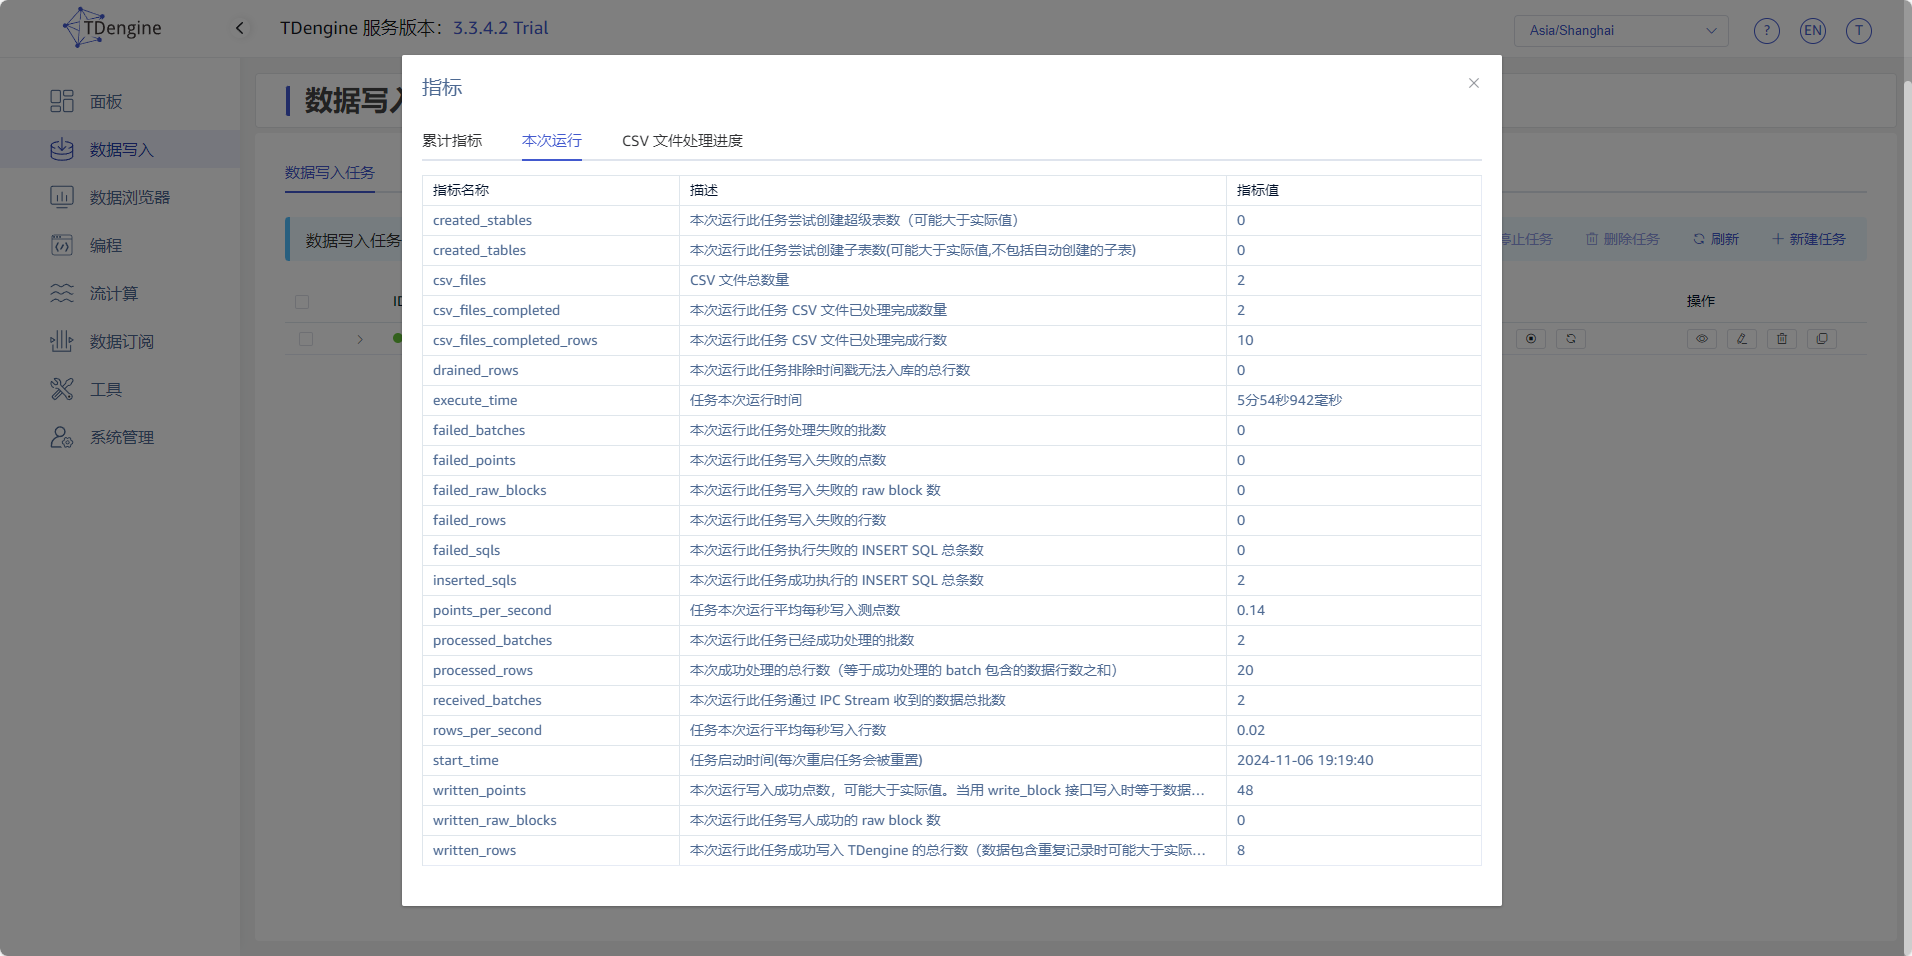 TDengine
TDengine 服务版本：3.3.4.2 Trial
Asia/Shanghai
?
EN
T
面板
数据写入
数据浏览器
编程
流计算
数据订阅
工具
系统管理
数据写入
数据写入任务
数据写入任务
停止任务
删除任务
刷新
+ 新建任务
ID
操作
指标
累计指标 本次运行 CSV 文件处理进度
指标名称 描述 指标值
created_stables 本次运行此任务尝试创建超级表数（可能大于实际值） 0
created_tables 本次运行此任务尝试创建子表数(可能大于实际值,不包括自动创建的子表) 0
csv_files CSV 文件总数量 2
csv_files_completed 本次运行此任务 CSV 文件已处理完成数量 2
csv_files_completed_rows 本次运行此任务 CSV 文件已处理完成行数 10
drained_rows 本次运行此任务排除时间戳无法入库的总行数 0
execute_time 任务本次运行时间 5分54秒942毫秒
failed_batches 本次运行此任务处理失败的批数 0
failed_points 本次运行此任务写入失败的点数 0
failed_raw_blocks 本次运行此任务写入失败的 raw block 数 0
failed_rows 本次运行此任务写入失败的行数 0
failed_sqls 本次运行此任务执行失败的 INSERT SQL 总条数 0
inserted_sqls 本次运行此任务成功执行的 INSERT SQL 总条数 2
points_per_second 任务本次运行平均每秒写入测点数 0.14
processed_batches 本次运行此任务已经成功处理的批数 2
processed_rows 本次成功处理的总行数（等于成功处理的 batch 包含的数据行数之和） 20
received_batches 本次运行此任务通过 IPC Stream 收到的数据总批数 2
rows_per_second 任务本次运行平均每秒写入行数 0.02
start_time 任务启动时间(每次重启任务会被重置) 2024-11-06 19:19:40
written_points 本次运行写入成功点数，可能大于实际值。当用 write_block 接口写入时等于数据... 48
written_raw_blocks 本次运行此任务写人成功的 raw block 数 0
written_rows 本次运行此任务成功写入 TDengine 的总行数（数据包含重复记录时可能大于实际... 8